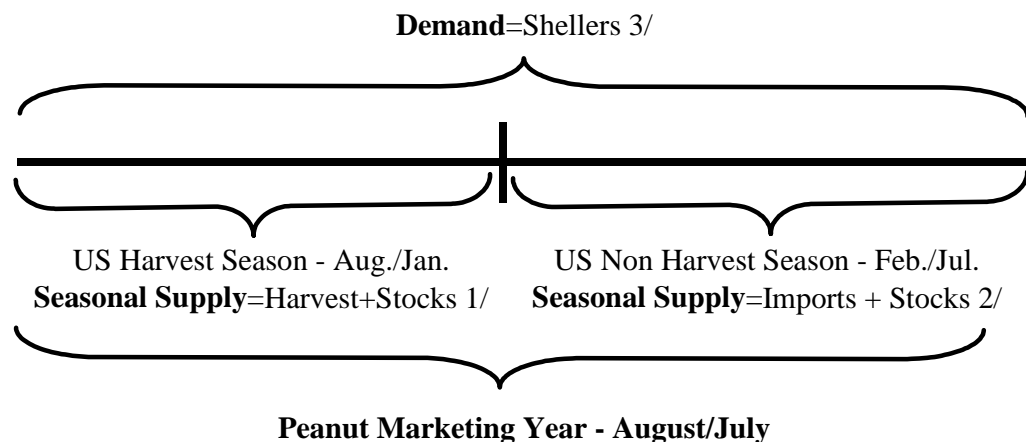 Demand=Shellers 3/
US Harvest Season - Aug./Jan.
Seasonal Supply=Harvest+Stocks 1/
US Non Harvest Season - Feb./Jul.
Seasonal Supply=Imports + Stocks 2/
Peanut Marketing Year - August/July